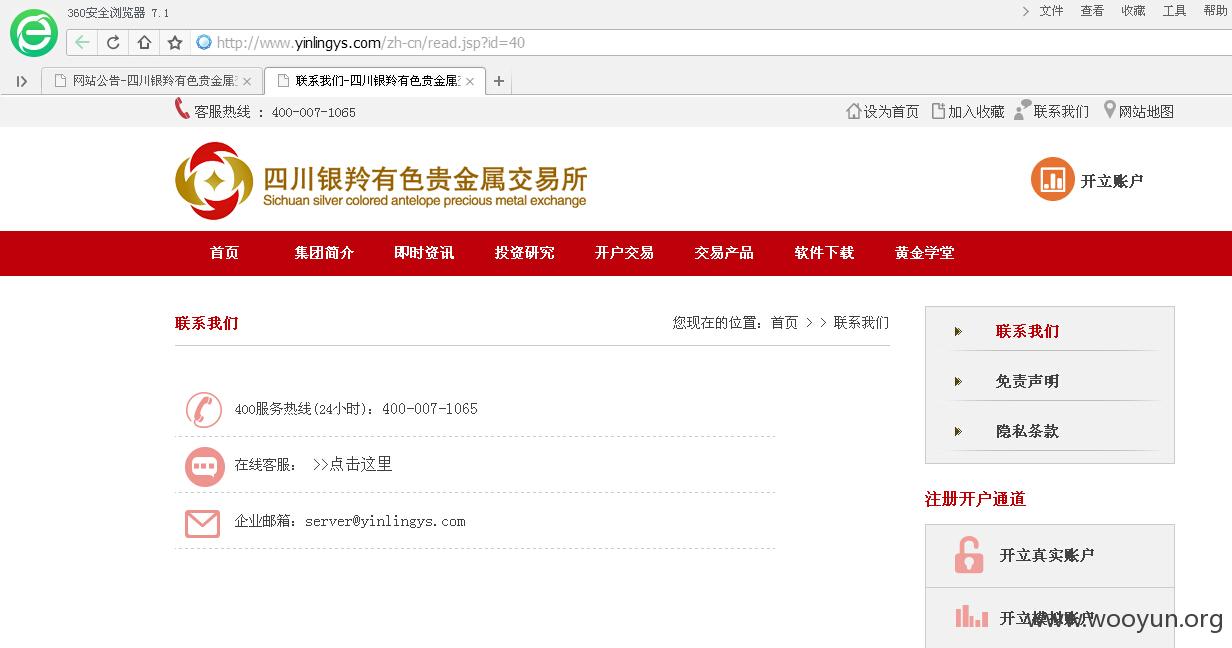 360安全浏览器 7.1
文件 查看 收藏 工具 帮助
http://www.yinlingys.com/zh-cn/read.jsp?id=40
网站公告-四川银羚有色贵金属 联系我们-四川银羚有色贵金属
客服热线 : 400-007-1065 设为首页 加入收藏 联系我们 网站地图
四川银羚有色贵金属交易所
Sichuan silver colored antelope precious metal exchange
开立账户
首页 集团简介 即时资讯 投资研究 开户交易 交易产品 软件下载 黄金学堂
联系我们 您现在的位置：首页 >> 联系我们
400服务热线(24小时)：400-007-1065
在线客服： >>点击这里
企业邮箱：server@yinlingys.com
联系我们
免责声明
隐私条款
注册开户通道
开立真实账户
开立模拟账户
www.wooyun.org